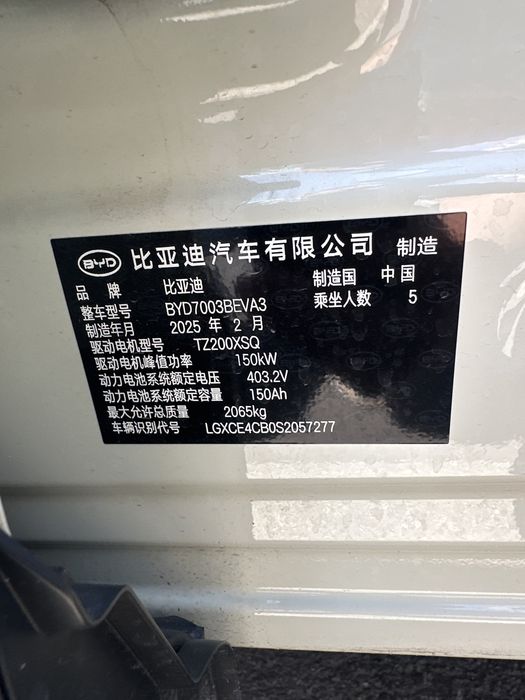 BYD 比亚迪汽车有限公司 制造
品牌 比亚迪 制造国 中国
整车型号 BYD7003BEVA3 乘坐人数 5
制造年月 2025 年 2 月
驱动电机型号 TZ200XSQ
驱动电机峰值功率 150kW
动力电池系统额定电压 403.2V
动力电池系统额定容量 150Ah
最大允许总质量 2065kg
车辆识别代号 LGXCE4CB0S2057277